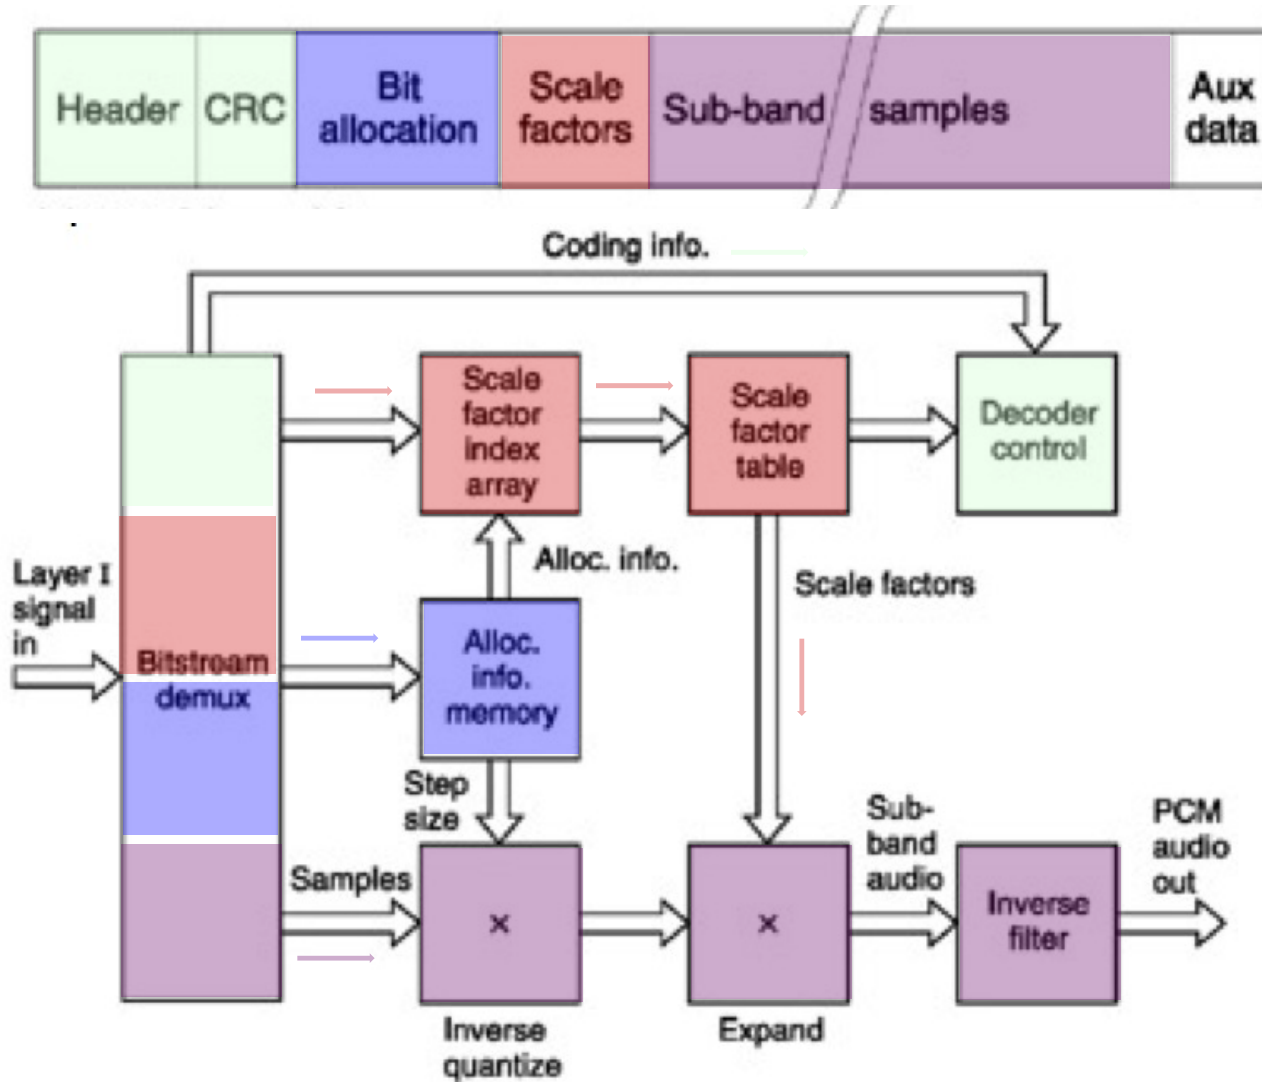 Header
CRC
Bit
allocation
Scale
factors
Sub-band
samples
Aux
data
Coding info.
Scale
factor
index
array
Scale
factor
table
Decoder
control
Layer I
signal
in
Alloc. info.
Scale factors
Bitstream
demux
Alloc.
info.
memory
Step
size
Samples
×
×
Sub-
band
audio
Inverse
filter
PCM
audio
out
Inverse
quantize
Expand